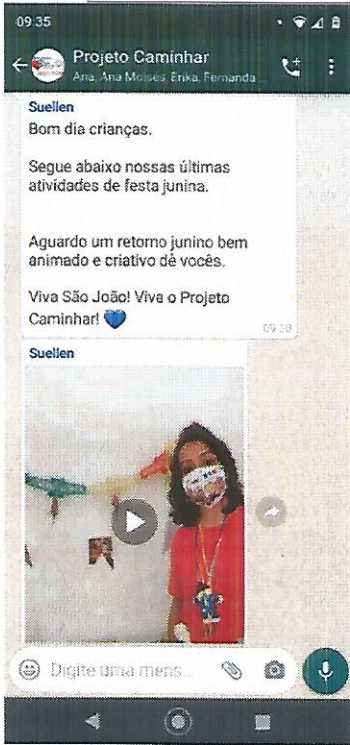 09:35
Projeto Caminhar
Ana, Ana Moisés, Erika, Fernanda...
Suellen
Bom dia crianças.
Segue abaixo nossas últimas
atividades de festa junina.
Aguardo um retorno junino bem
animado e criativo de vocês.
Viva São João! Viva o Projeto
Caminhar!
09:30
Suellen
Digite uma mens...